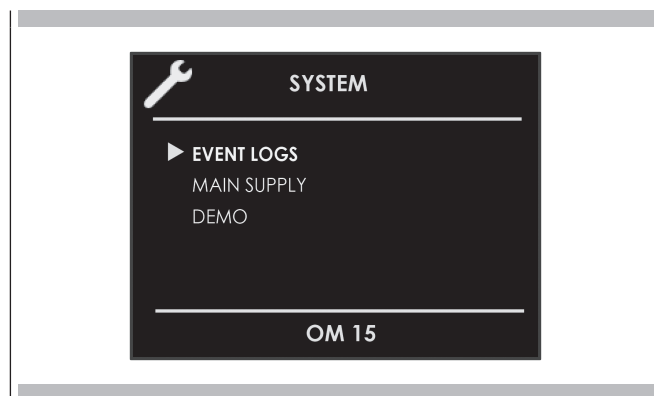 SYSTEM
EVENT LOGS
MAIN SUPPLY
DEMO
OM 15